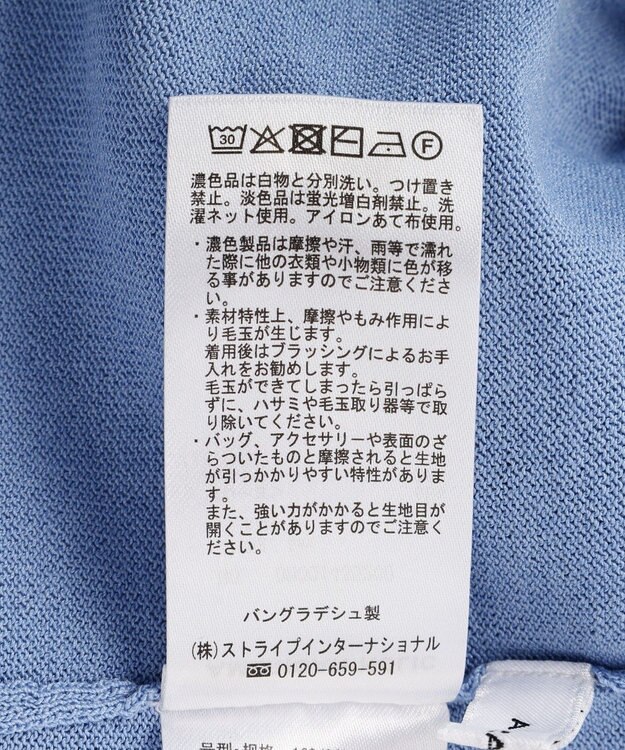 30 F
濃色品は白物と分別洗い。つけ置き
禁止。淡色品は蛍光増白剤禁止。洗
濯ネット使用。アイロンあて布使用。
・濃色製品は摩擦や汗、雨等で濡れ
た際に他の衣類や小物類に色が移
る事がありますのでご注意くださ
い。
・素材特性上、摩擦やもみ作用によ
り毛玉が生じます。
着用後はブラッシングによるお手
入れをお勧めします。
毛玉ができてしまったら引っぱら
ずに、ハサミや毛玉取り器等で取
り除いてください。
・バッグ、アクセサリーや表面のざ
らついたものと摩擦されると生地
が引っかかりやすい特性がありま
す。
また、強い力がかかると生地目が
開くことがありますのでご注意く
ださい。
バングラデシュ製
(株)ストライプインターナショナル
0120-659-591